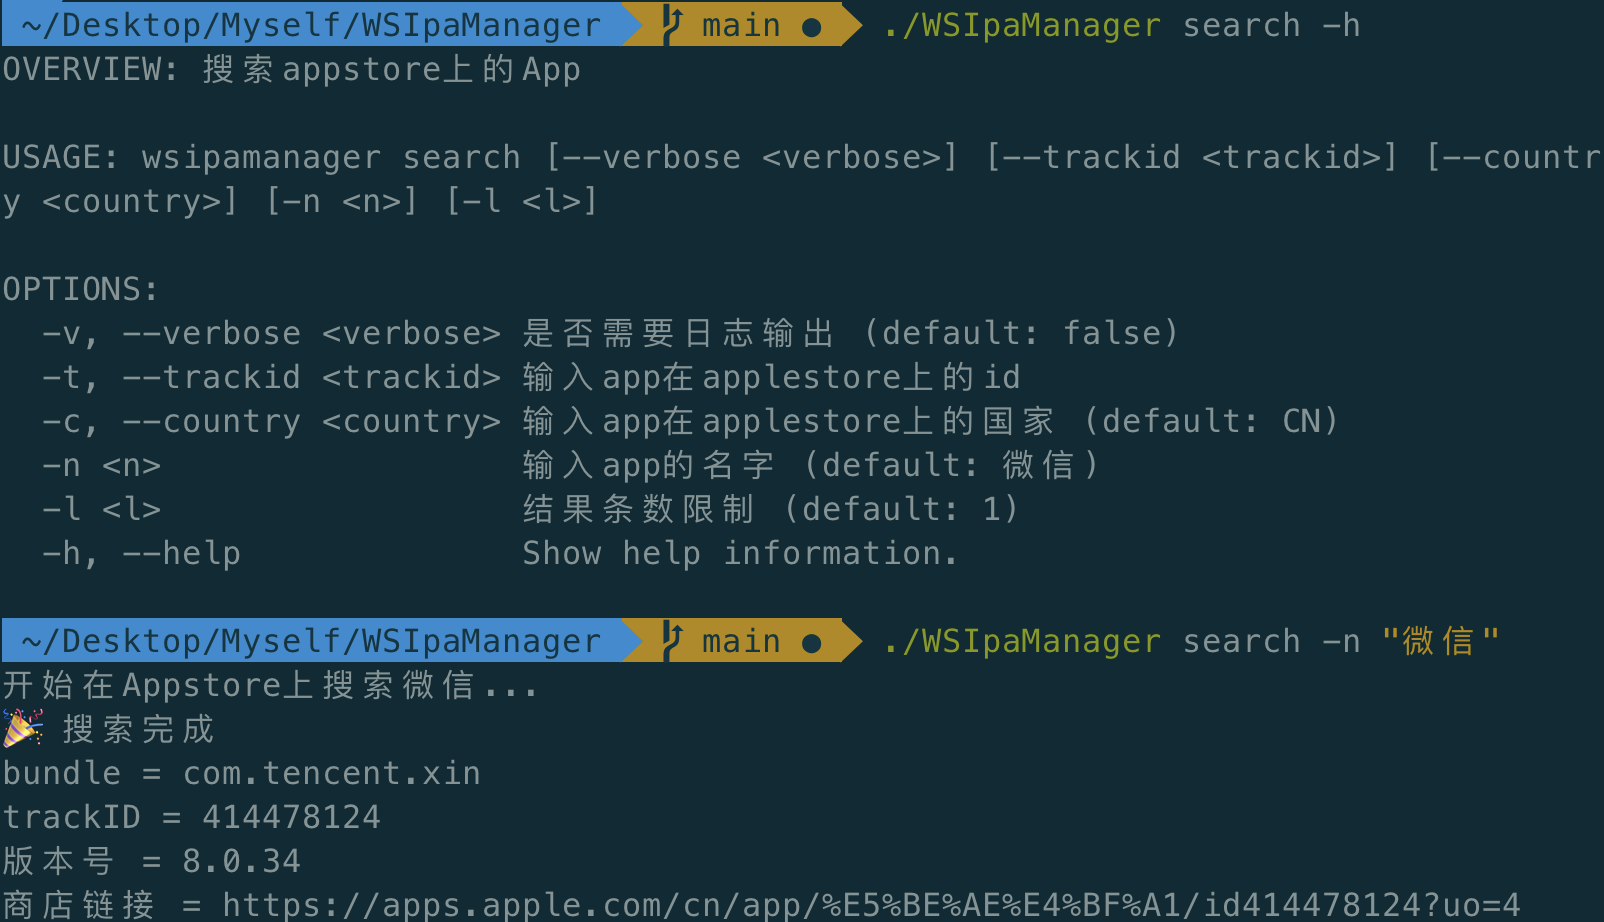 ~/Desktop/Myself/WSIpaManager main ● ./WSIpaManager search -h
OVERVIEW: 搜索appstore上的App
USAGE: wsipamanager search [--verbose <verbose>] [--trackid <trackid>] [--countr
y <country>] [-n <n>] [-l <l>]
OPTIONS:
-v, --verbose <verbose> 是否需要日志输出 (default: false)
-t, --trackid <trackid> 输入app在applestore上的id
-c, --country <country> 输入app在applestore上的国家 (default: CN)
-n <n> 输入app的名字 (default: 微信)
-l <l> 结果条数限制 (default: 1)
-h, --help Show help information.
~/Desktop/Myself/WSIpaManager main ● ./WSIpaManager search -n "微信"
开始在Appstore上搜索微信...
🎉 搜索完成
bundle = com.tencent.xin
trackID = 414478124
版本号 = 8.0.34
商店链接 = https://apps.apple.com/cn/app/%E5%BE%AE%E4%BF%A1/id414478124?uo=4